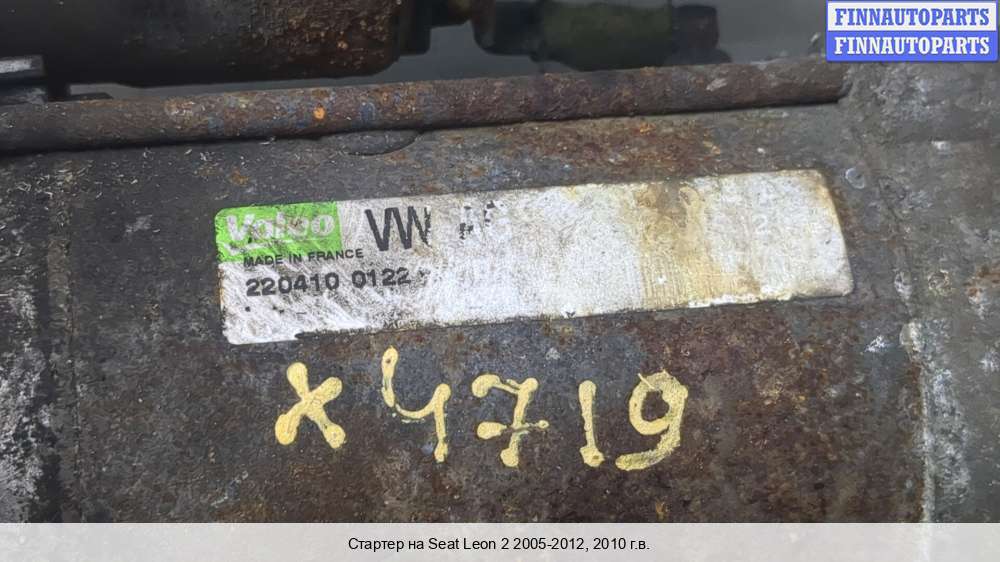 FINNAUTOPARTS
FINNAUTOPARTS
Valeo VW
MADE IN FRANCE
220410 0122
X4719
Стартер на Seat Leon 2 2005-2012, 2010 г.в.